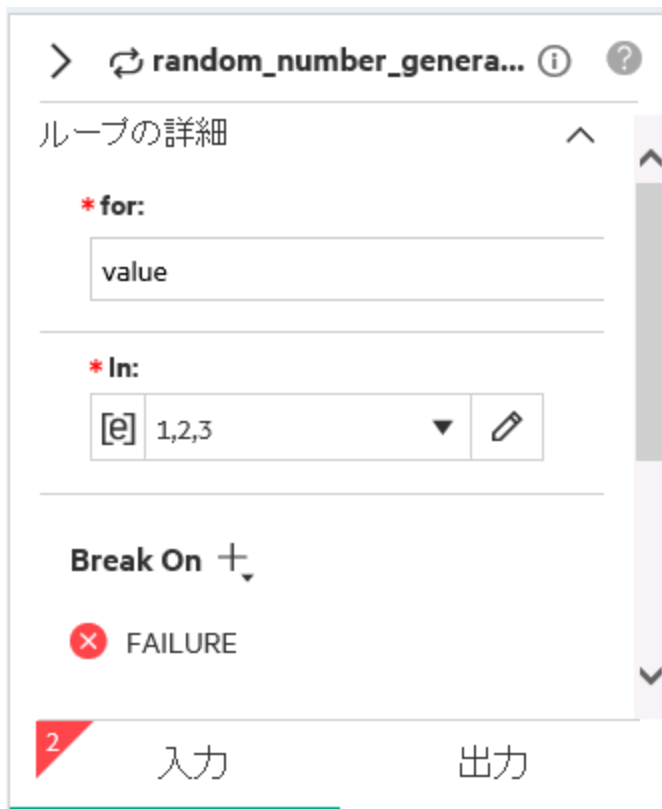 random_number_genera...
ループの詳細
* for:
value
* In:
[e] 1,2,3
Break On
FAILURE
2
入力 出力